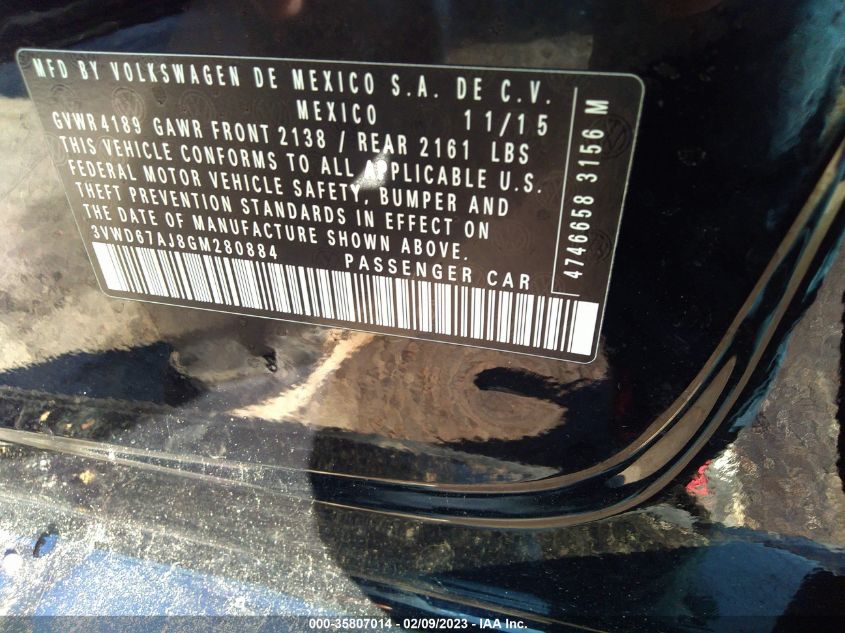 MFD BY VOLKSWAGEN DE MEXICO S.A. DE C.V.
MEXICO 11/15
GVWR4189 GAWR FRONT 2138 / REAR 2161 LBS
THIS VEHICLE CONFORMS TO ALL APPLICABLE U.S.
FEDERAL MOTOR VEHICLE SAFETY, BUMPER AND
THEFT PREVENTION STANDARDS IN EFFECT ON
THE DATE OF MANUFACTURE SHOWN ABOVE.
3VWD67AJ8GM280884 PASSENGER CAR
4746658 3156 M
000-35807014 - 02/09/2023 - IAA Inc.